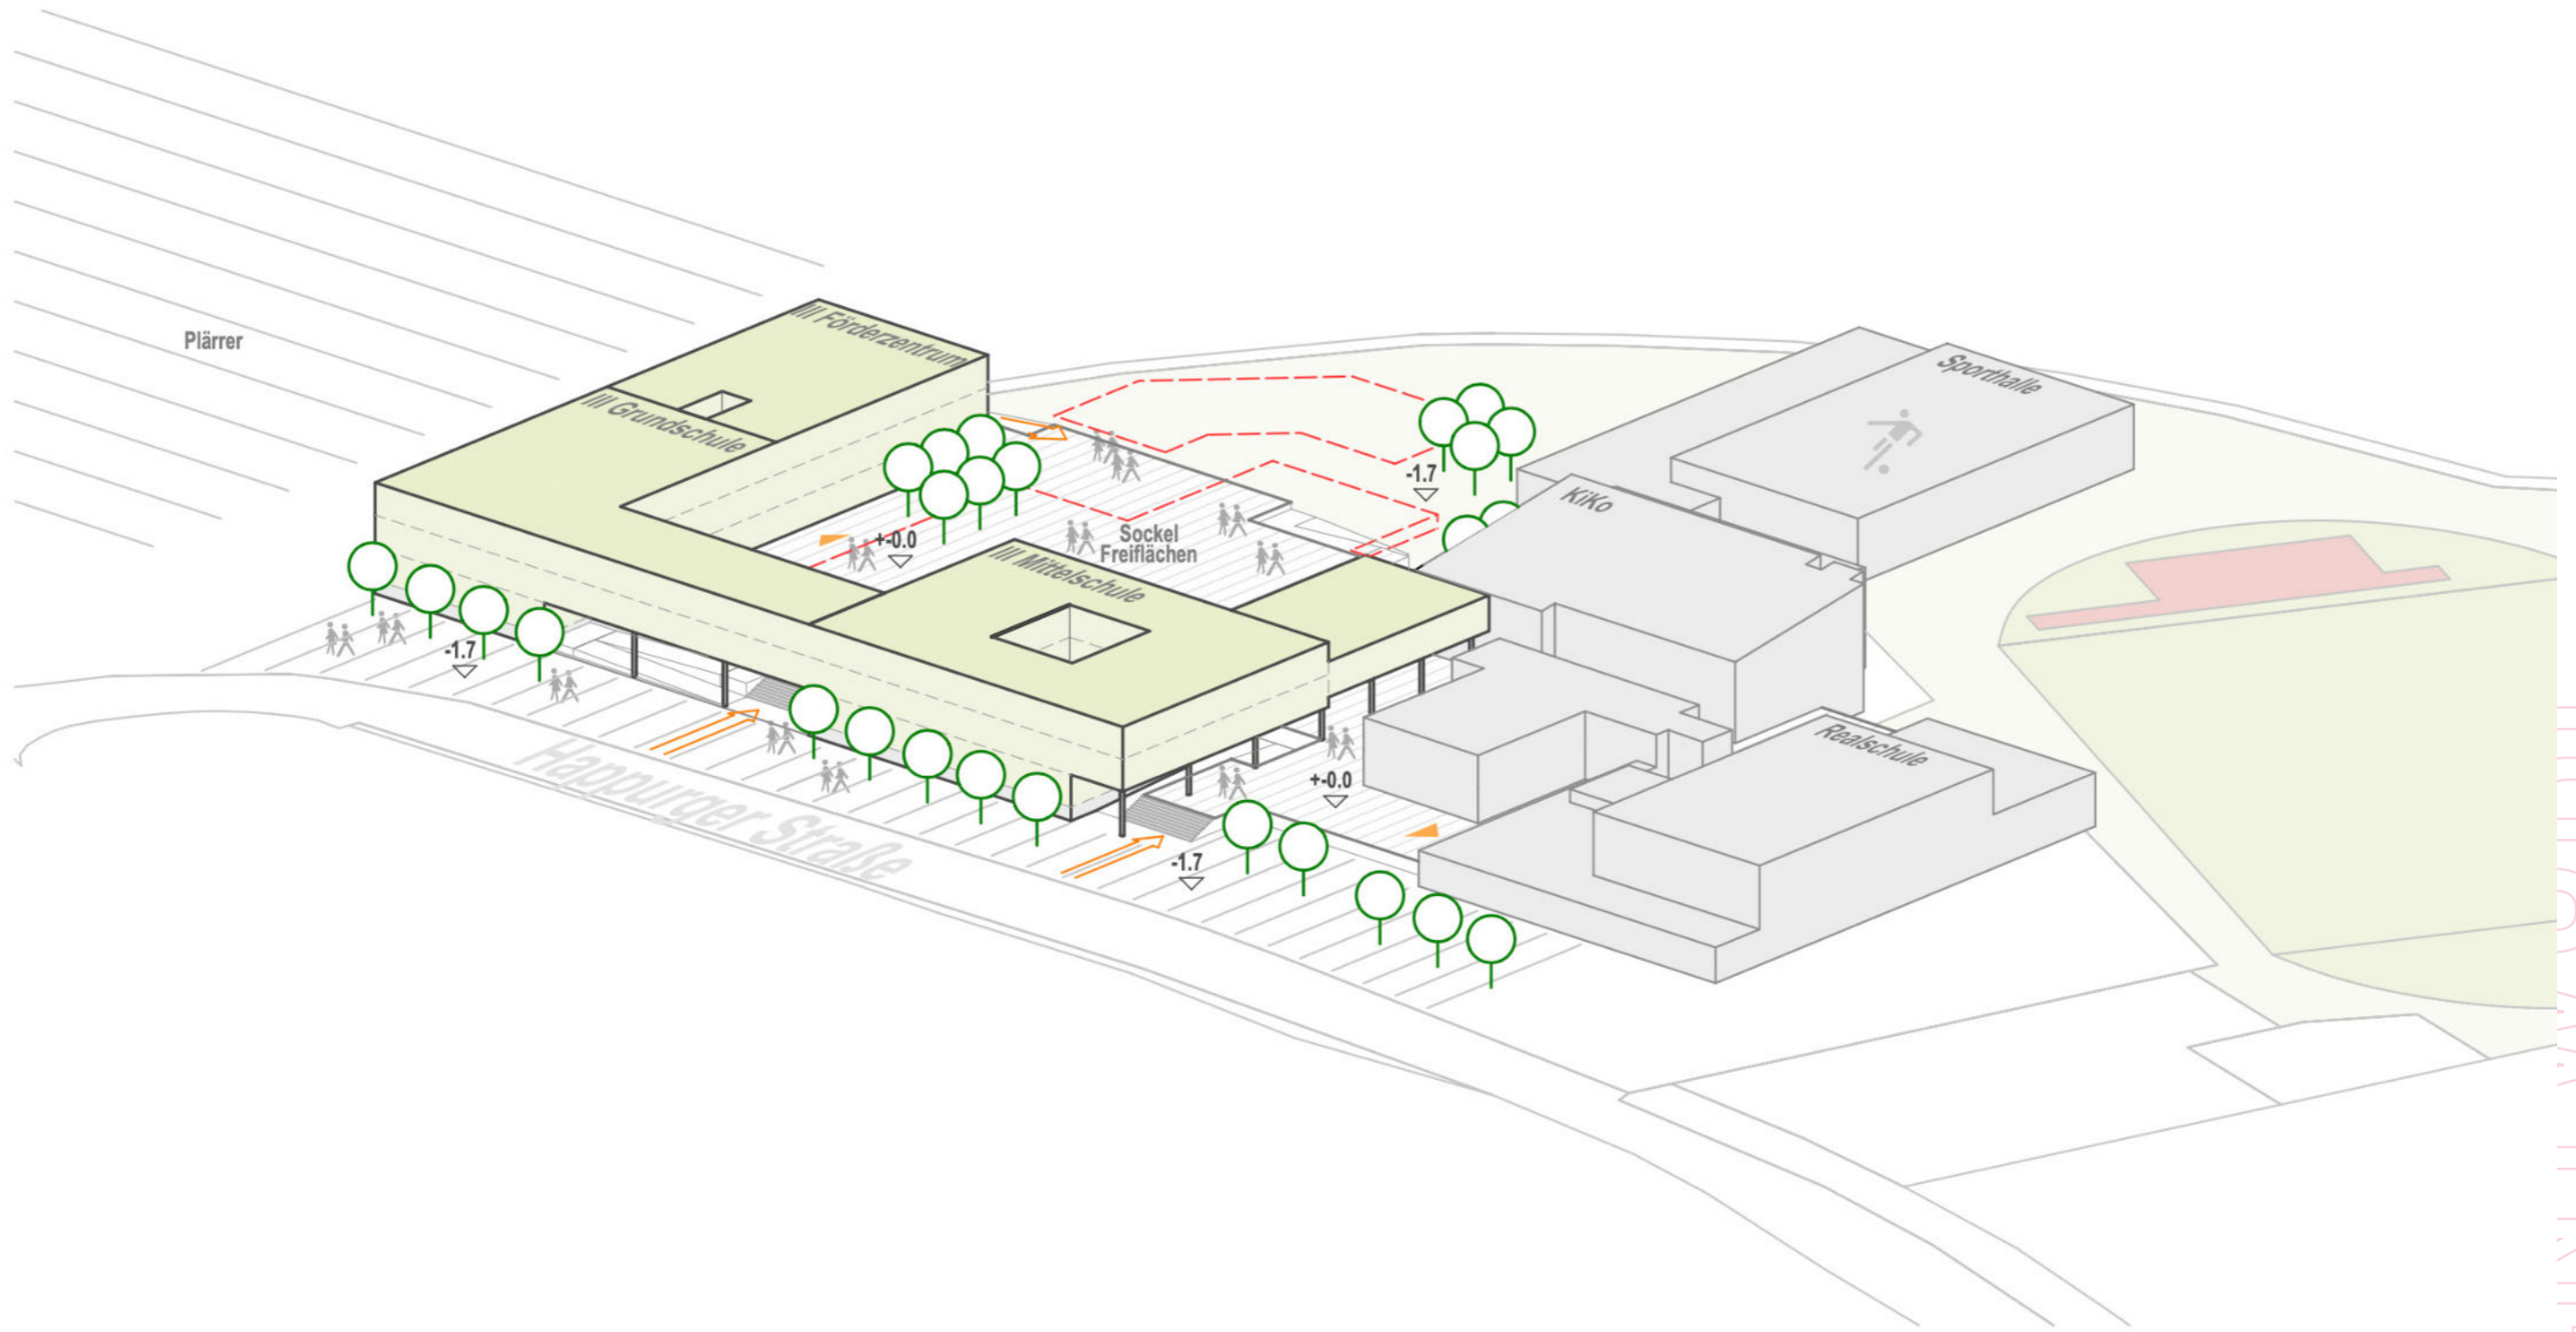 III Förderzentrum
Plärrer
Sporthalle
III Grundschule
-1.7
KiKo
Sockel
Freiflächen
+-0.0
III Mittelschule
-1.7
Realschule
+-0.0
Happurger Straße
-1.7